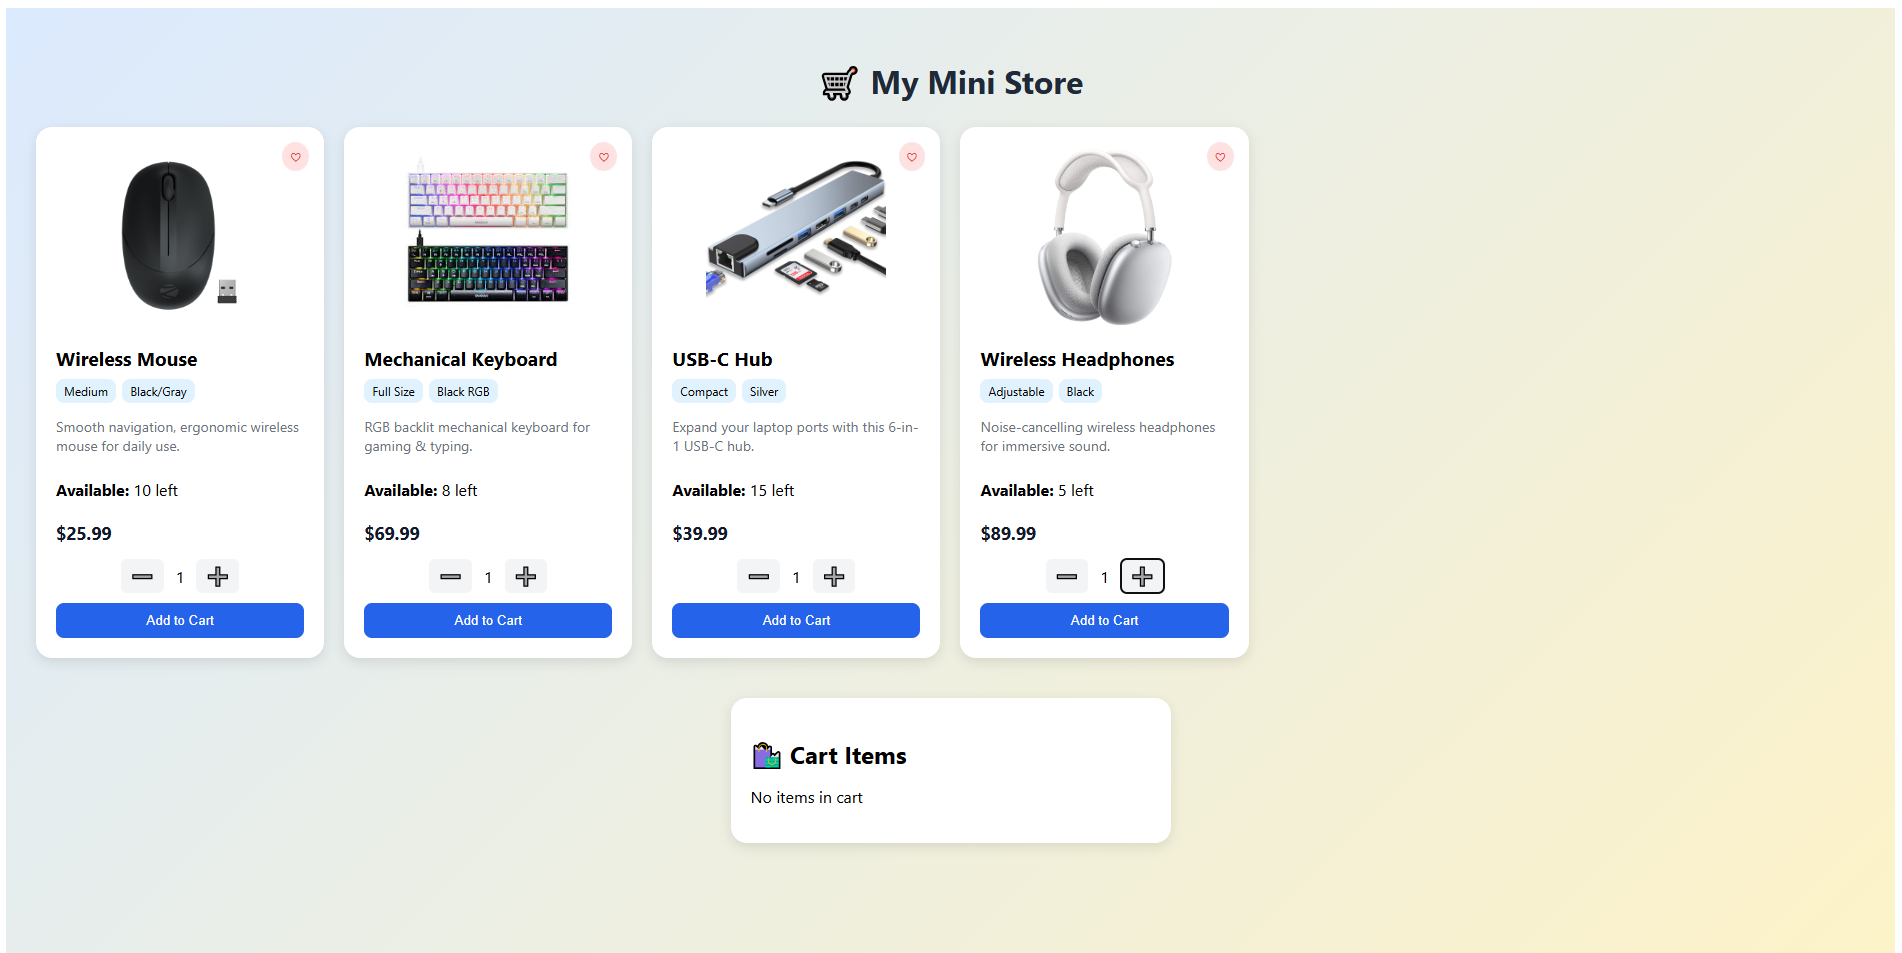 My Mini Store
Wireless Mouse
Medium Black/Gray
Smooth navigation, ergonomic wireless
mouse for daily use.
Available: 10 left
$25.99
1
Add to Cart
Mechanical Keyboard
Full Size Black RGB
RGB backlit mechanical keyboard for
gaming & typing.
Available: 8 left
$69.99
1
Add to Cart
USB-C Hub
Compact Silver
Expand your laptop ports with this 6-in-
1 USB-C hub.
Available: 15 left
$39.99
1
Add to Cart
Wireless Headphones
Adjustable Black
Noise-cancelling wireless headphones
for immersive sound.
Available: 5 left
$89.99
1
Add to Cart
Cart Items
No items in cart